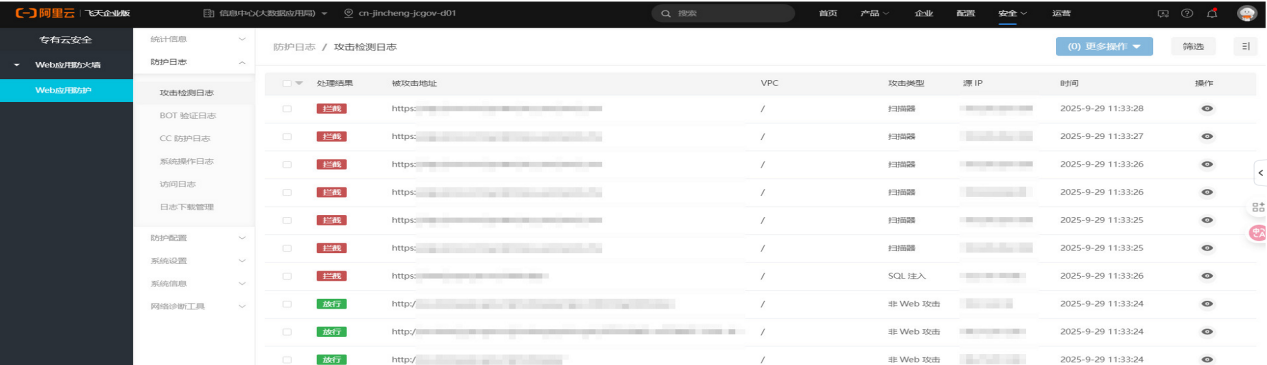 阿里云 | 飞天企业版 信息中心(大数据应用局) cn-jincheng-jcgov-d01 搜索 首页 产品 企业 配置 安全 运营
专有云安全
Web应用防火墙
Web应用防护
统计信息
防护日志
攻击检测日志
BOT 验证日志
CC 防护日志
系统操作日志
访问日志
日志下载管理
防护配置
系统设置
系统信息
网络诊断工具
防护日志 / 攻击检测日志 (0) 更多操作 筛选
处理结果 被攻击地址 VPC 攻击类型 源 IP 时间 操作
拦截 https: / 扫描器 2025-9-29 11:33:28
拦截 https: / 扫描器 2025-9-29 11:33:27
拦截 https: / 扫描器 2025-9-29 11:33:26
拦截 https: / 扫描器 2025-9-29 11:33:26
拦截 https: / 扫描器 2025-9-29 11:33:25
拦截 https: / 扫描器 2025-9-29 11:33:25
拦截 https: / SQL 注入 2025-9-29 11:33:26
放行 http:/ / 非 Web 攻击 2025-9-29 11:33:24
放行 http:/ / 非 Web 攻击 2025-9-29 11:33:24
放行 http:/ / 非 Web 攻击 2025-9-29 11:33:24